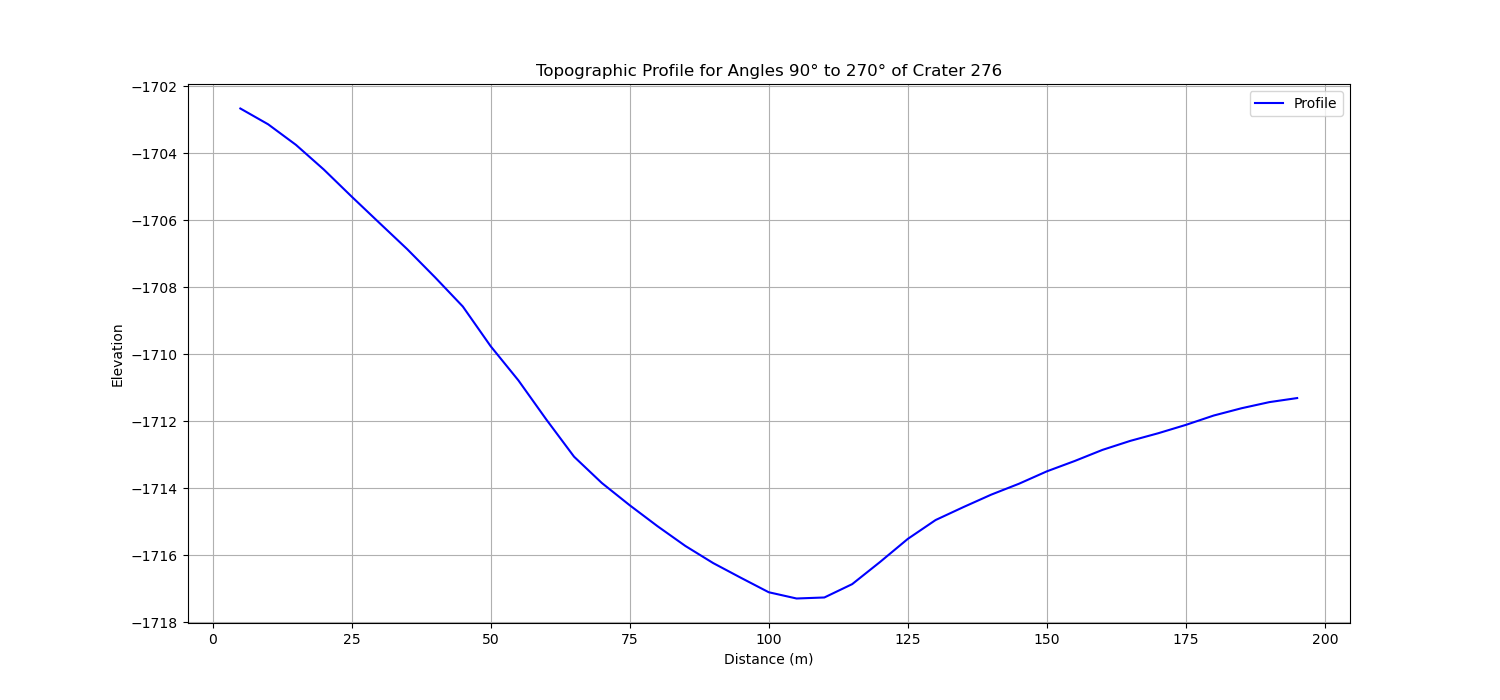 Topographic Profile for Angles 90° to 270° of Crater 276
Profile
Elevation
−1702
−1704
−1706
−1708
−1710
−1712
−1714
−1716
−1718
0 25 50 75 100 125 150 175 200
Distance (m)